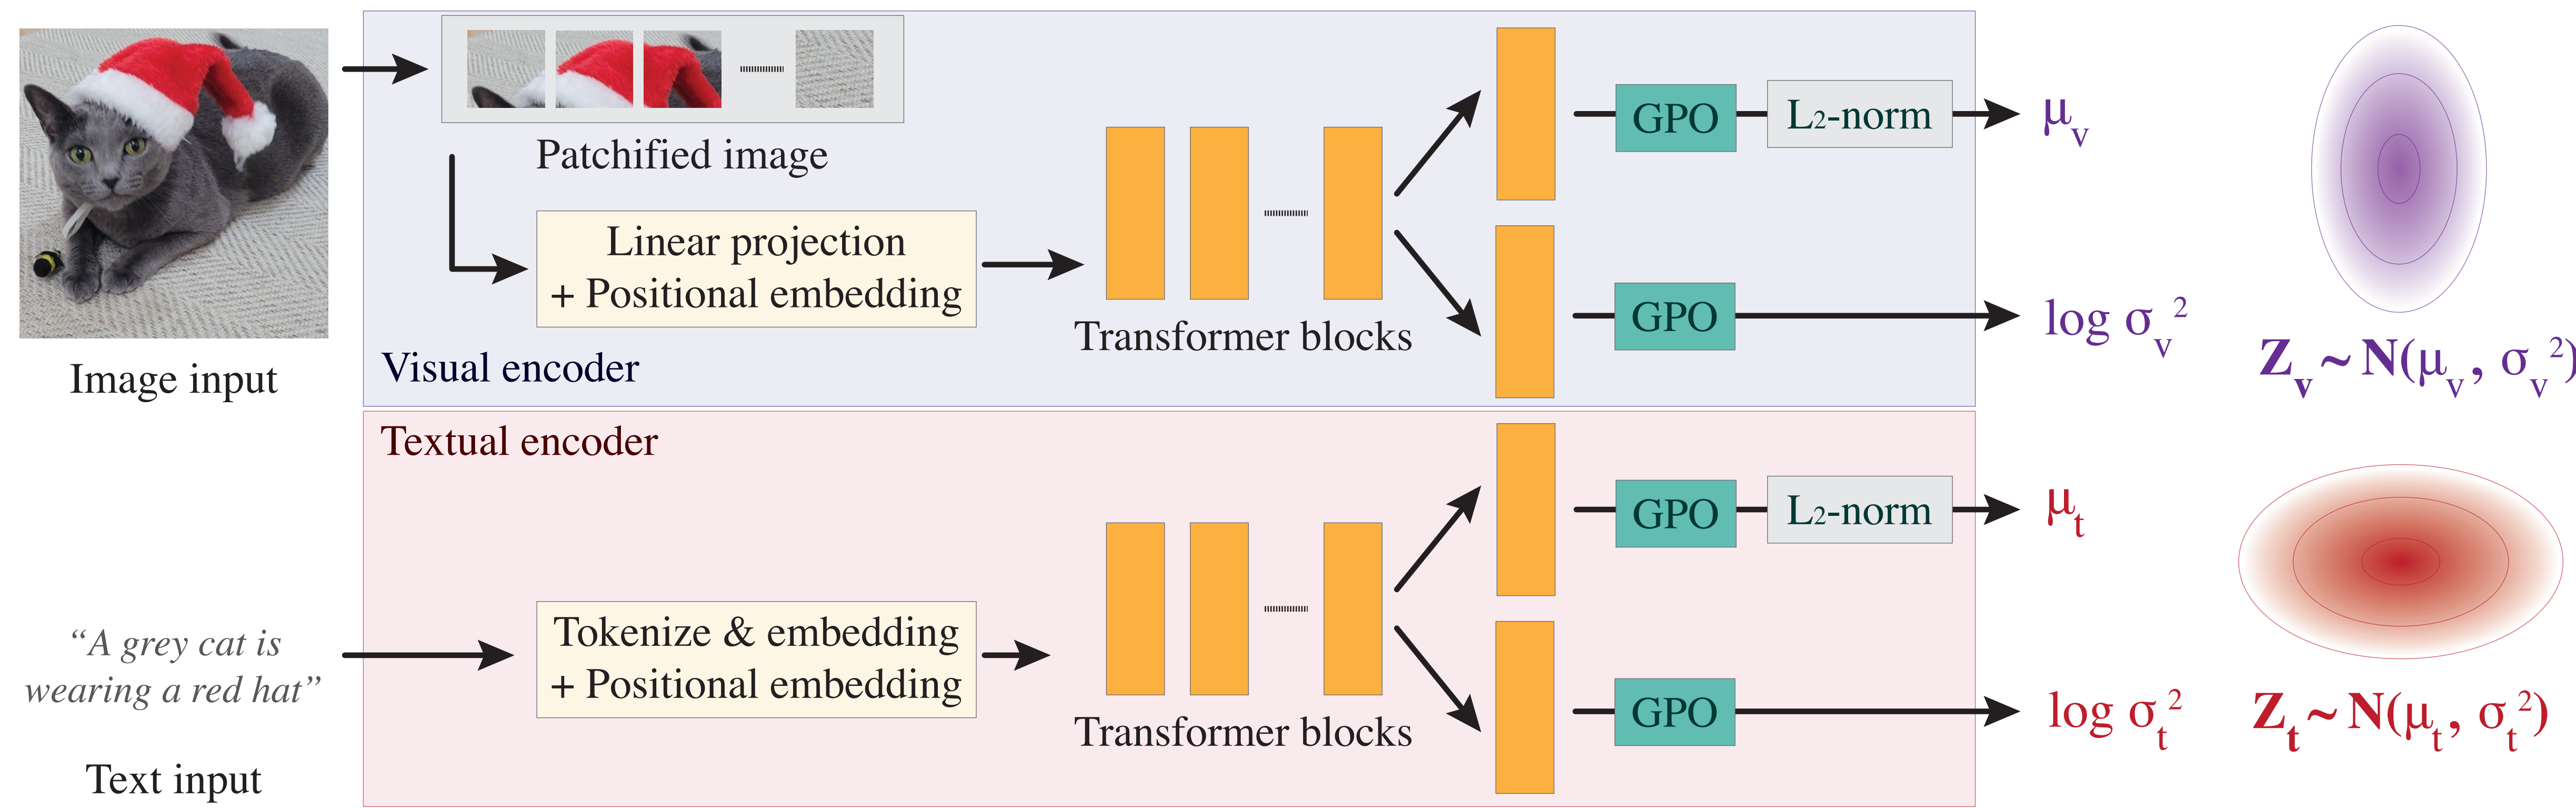 Image input
Patchified image
Linear projection
+ Positional embedding
Transformer blocks
Visual encoder
GPO
L₂-norm
μᵥ
GPO
log σᵥ²
Zᵥ ~ N(μᵥ, σᵥ²)
Textual encoder
“A grey cat is
wearing a red hat”
Text input
Tokenize & embedding
+ Positional embedding
Transformer blocks
GPO
L₂-norm
μₜ
GPO
log σₜ²
Zₜ ~ N(μₜ, σₜ²)